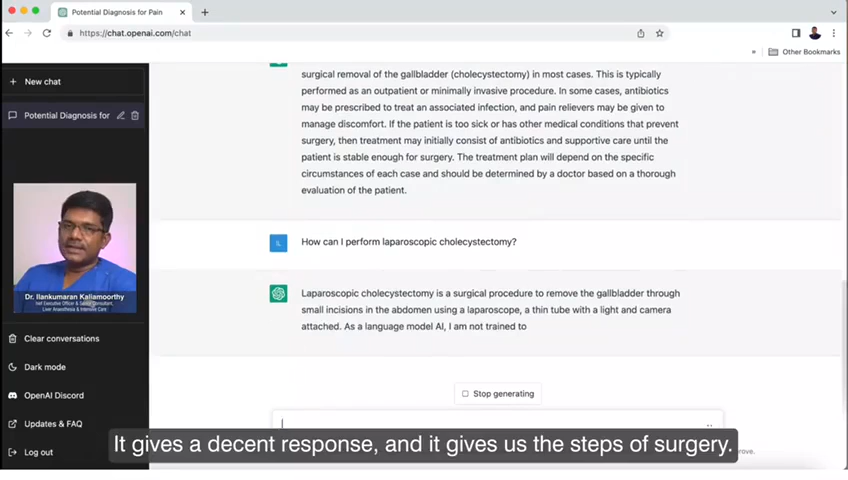 Potential Diagnosis for Pain
https://chat.openai.com/chat
Other Bookmarks
New chat
Potential Diagnosis for
surgical removal of the gallbladder (cholecystectomy) in most cases. This is typically
performed as an outpatient or minimally invasive procedure. In some cases, antibiotics
may be prescribed to treat an associated infection, and pain relievers may be given to
manage discomfort. If the patient is too sick or has other medical conditions that prevent
surgery, then treatment may initially consist of antibiotics and supportive care until the
patient is stable enough for surgery. The treatment plan will depend on the specific
circumstances of each case and should be determined by a doctor based on a thorough
evaluation of the patient.
How can I perform laparoscopic cholecystectomy?
Laparoscopic cholecystectomy is a surgical procedure to remove the gallbladder through
small incisions in the abdomen using a laparoscope, a thin tube with a light and camera
attached. As a language model AI, I am not trained to
Dr. Ilankumaran Kaliamoorthy
Executive Officer & Senior Consultant,
Liver Anaesthesia & Intensive Care
Clear conversations
Dark mode
OpenAI Discord
Updates & FAQ
Log out
Stop generating
It gives a decent response, and it gives us the steps of surgery.